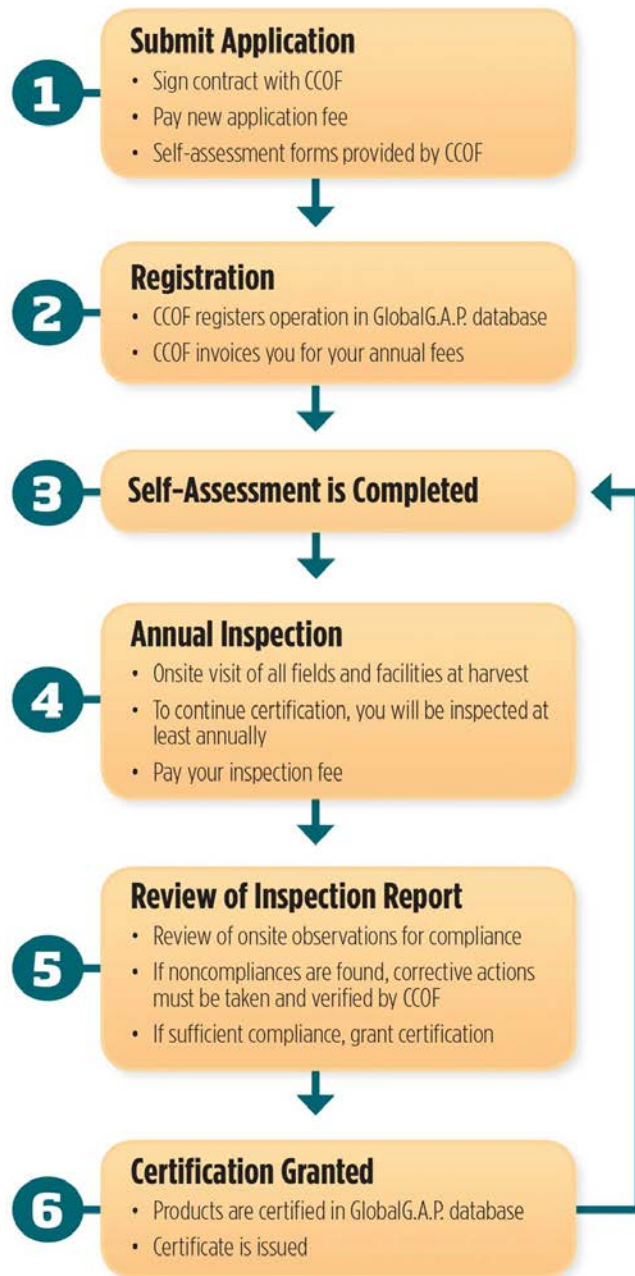 1
Submit Application
• Sign contract with CCOF
• Pay new application fee
• Self-assessment forms provided by CCOF
2
Registration
• CCOF registers operation in GlobalG.A.P. database
• CCOF invoices you for your annual fees
3
Self-Assessment is Completed
4
Annual Inspection
• Onsite visit of all fields and facilities at harvest
• To continue certification, you will be inspected at
least annually
• Pay your inspection fee
5
Review of Inspection Report
• Review of onsite observations for compliance
• If noncompliances are found, corrective actions
must be taken and verified by CCOF
• If sufficient compliance, grant certification
6
Certification Granted
• Products are certified in GlobalG.A.P. database
• Certificate is issued